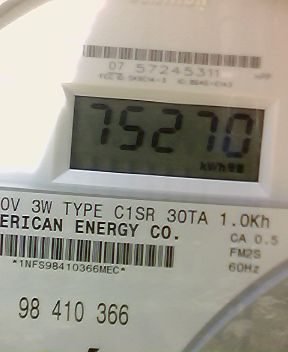 07 57245311
75270
kWh
0V 3W TYPE C1SR 30TA 1.0Kh
ERICAN ENERGY CO.
CA 0.5
FM2S
*1NFS98410366MEC*
60Hz
98 410 366